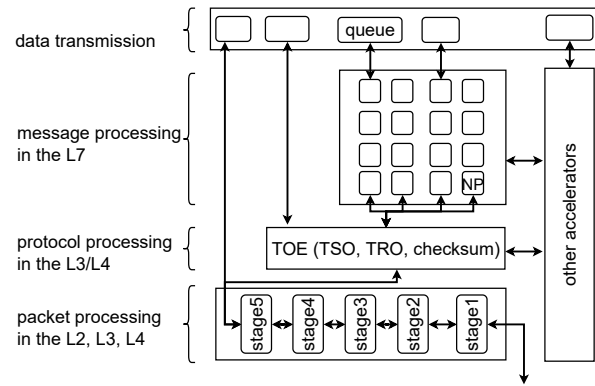 data transmission
queue
message processing
in the L7
NP
other accelerators
protocol processing
in the L3/L4
TOE (TSO, TRO, checksum)
packet processing
in the L2, L3, L4
stage5
stage4
stage3
stage2
stage1